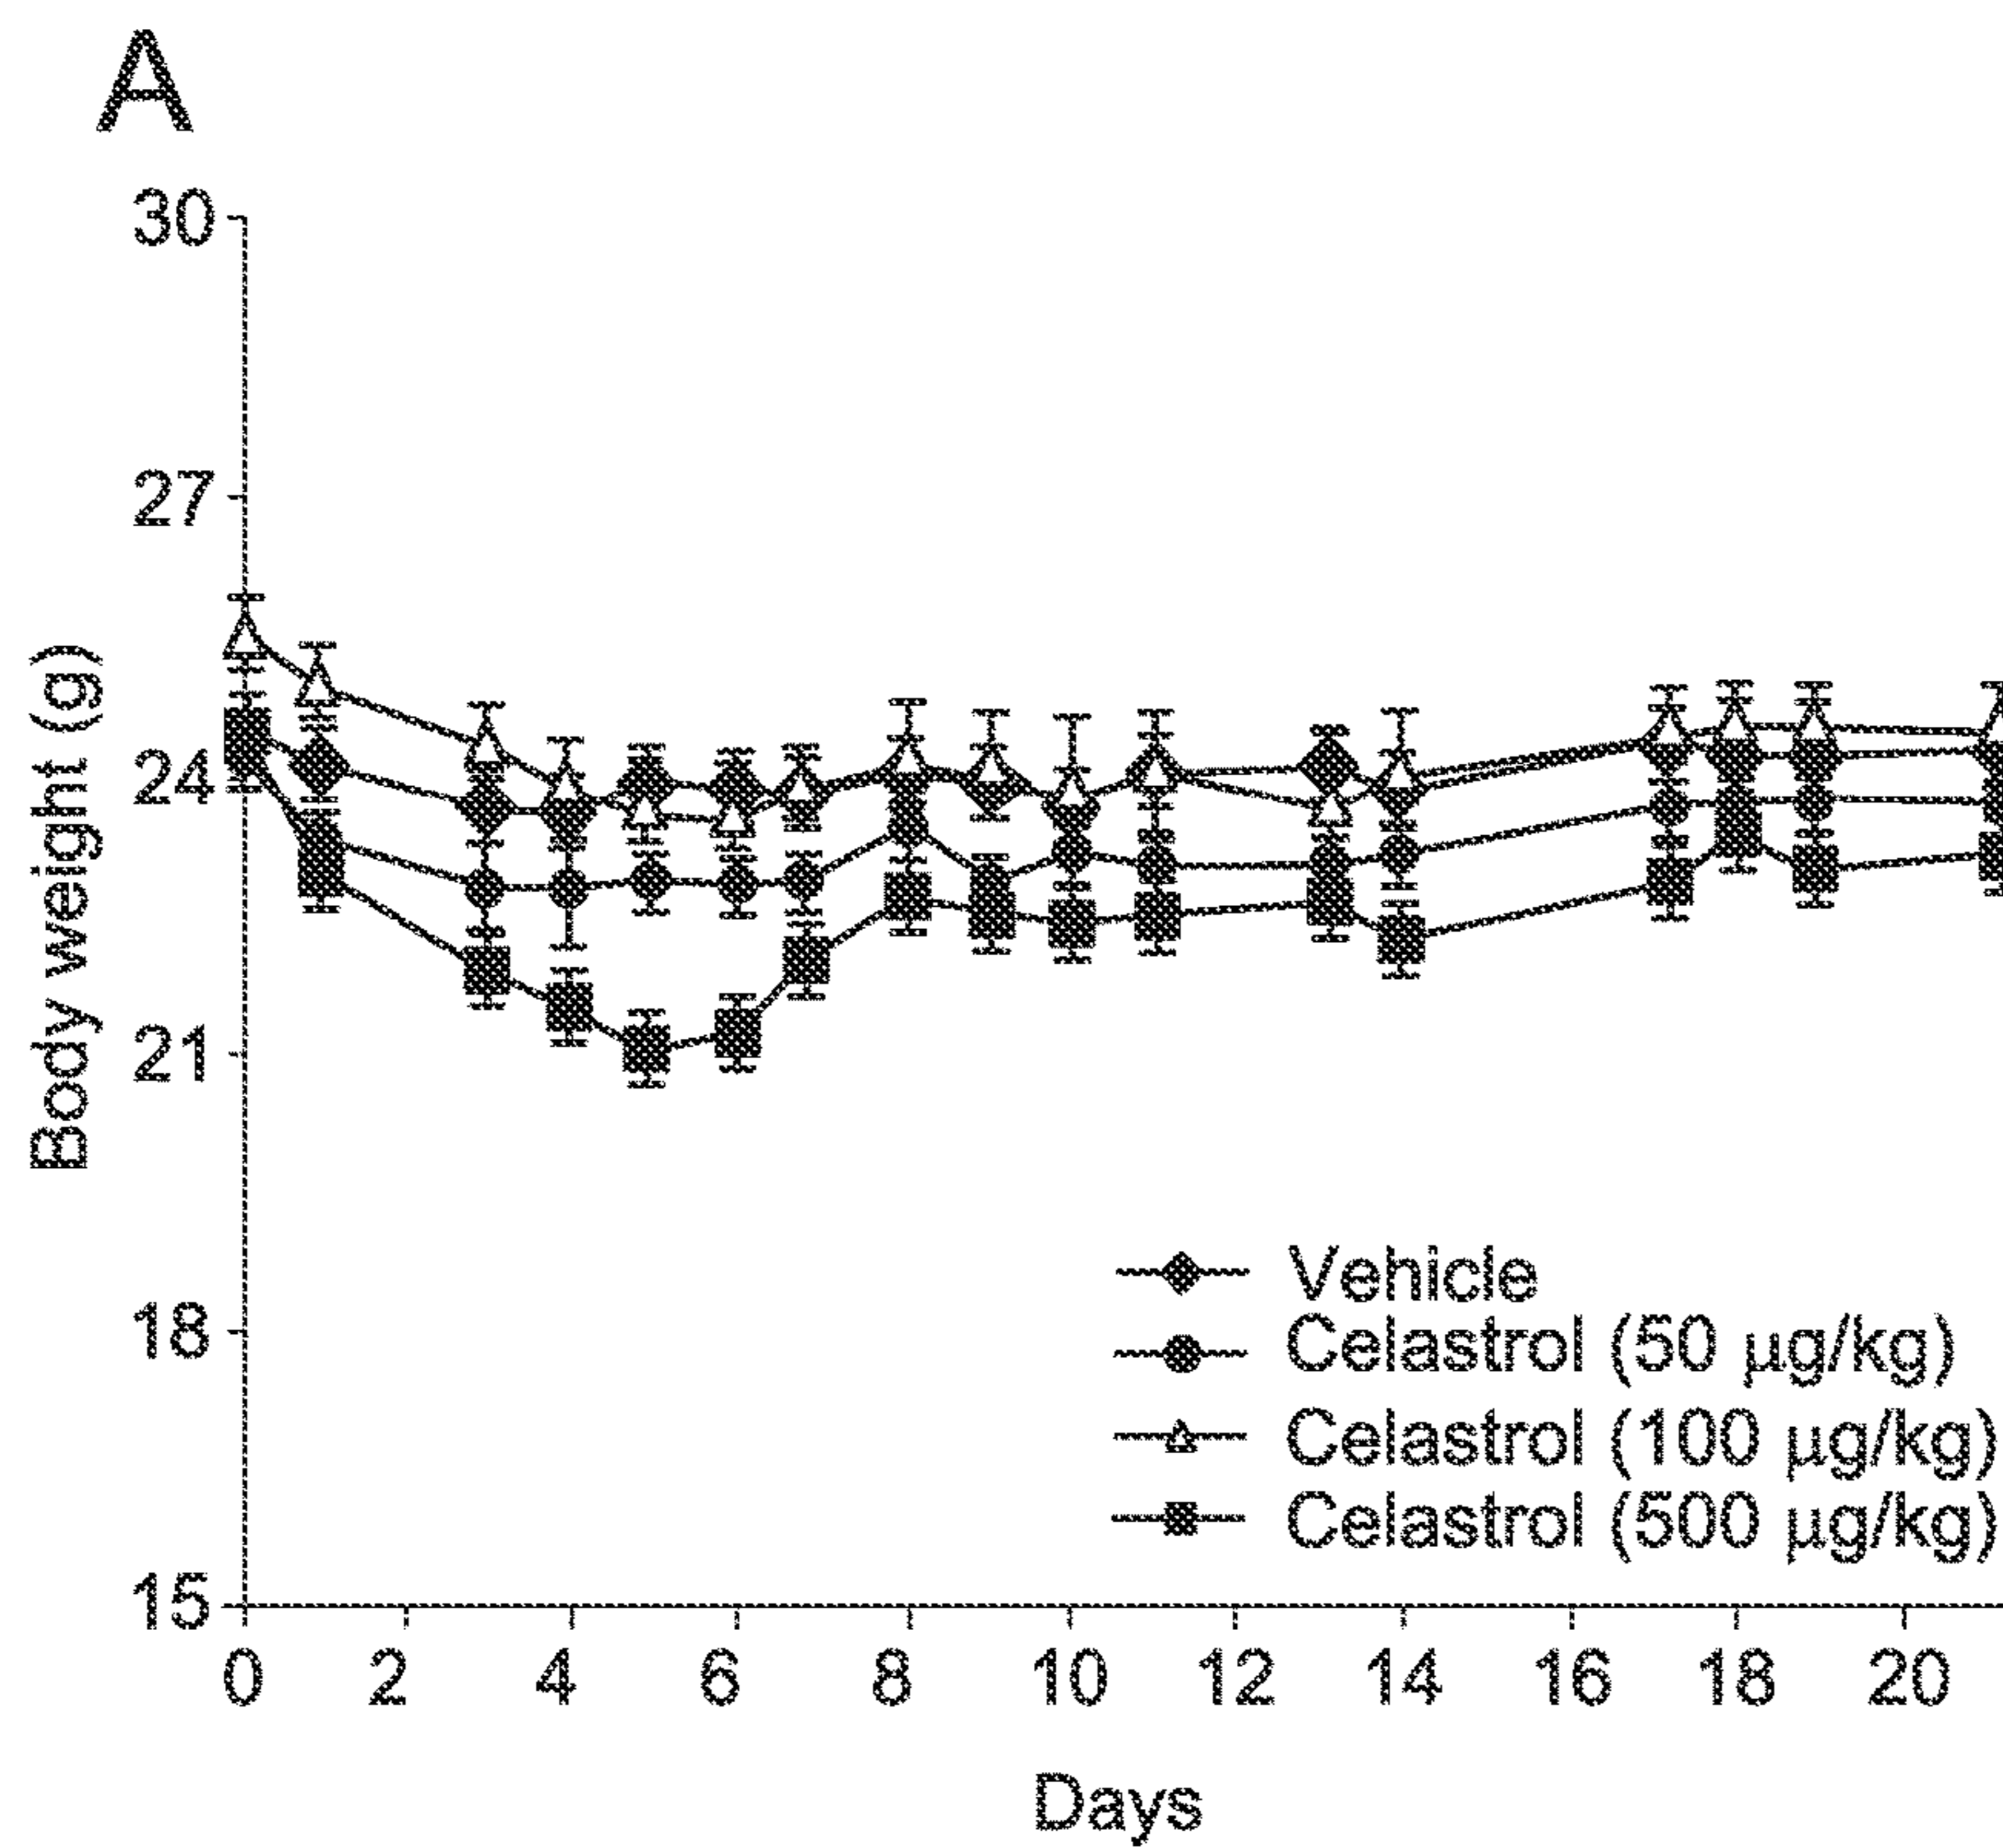 A
30
27
24
21
18
15
Body weight (g)
Vehicle
Celastrol (50 µg/kg)
Celastrol (100 µg/kg)
Celastrol (500 µg/kg)
0 2 4 6 8 10 12 14 16 18 20
Days